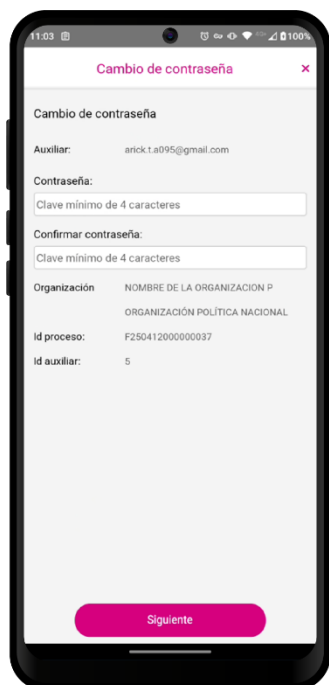 11:03 100%
Cambio de contraseña ×
Cambio de contraseña
Auxiliar: arick.t.a095@gmail.com
Contraseña:
Clave mínimo de 4 caracteres
Confirmar contraseña:
Clave mínimo de 4 caracteres
Organización NOMBRE DE LA ORGANIZACION P
ORGANIZACIÓN POLÍTICA NACIONAL
Id proceso: F250412000000037
Id auxiliar: 5
Siguiente